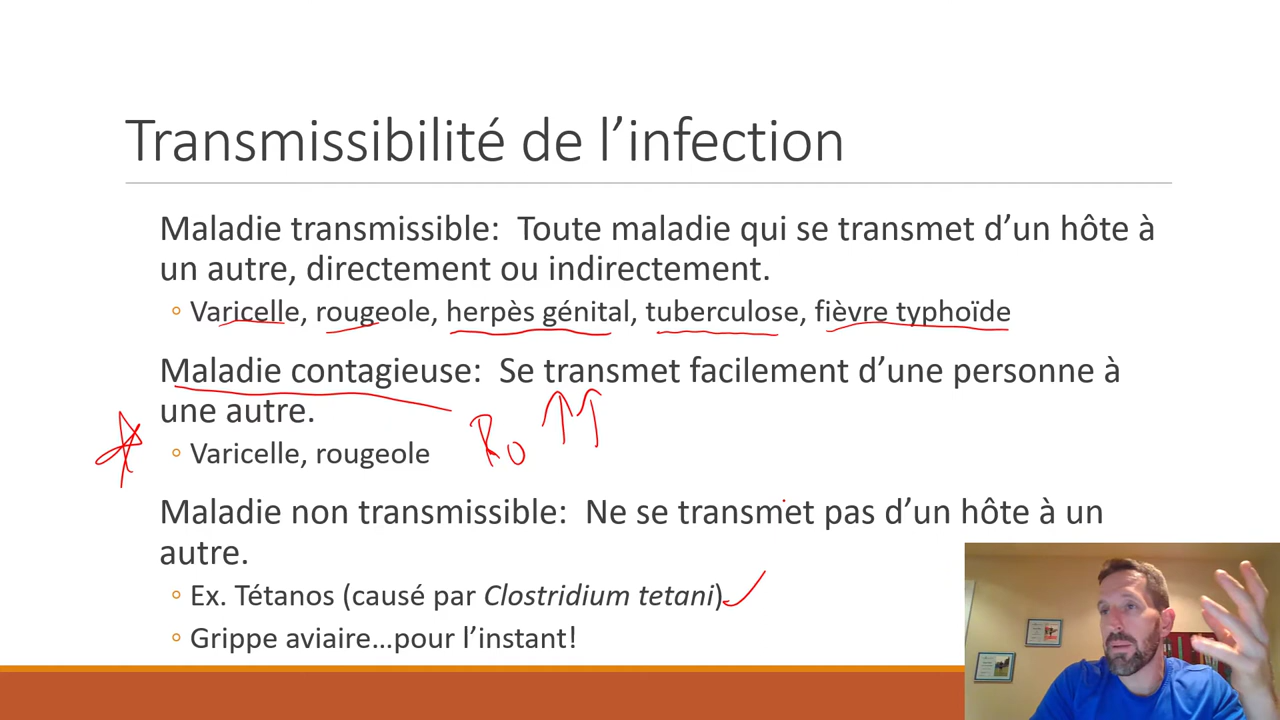 Transmissibilité de l’infection
Maladie transmissible:  Toute maladie qui se transmet d’un hôte à
un autre, directement ou indirectement.
◦ Varicelle, rougeole, herpès génital, tuberculose, fièvre typhoïde
Maladie contagieuse:  Se transmet facilement d’une personne à
une autre.
R₀ ↑↑
◦ Varicelle, rougeole
Maladie non transmissible:  Ne se transmet pas d’un hôte à un
autre.
◦ Ex. Tétanos (causé par Clostridium tetani)
◦ Grippe aviaire…pour l’instant!